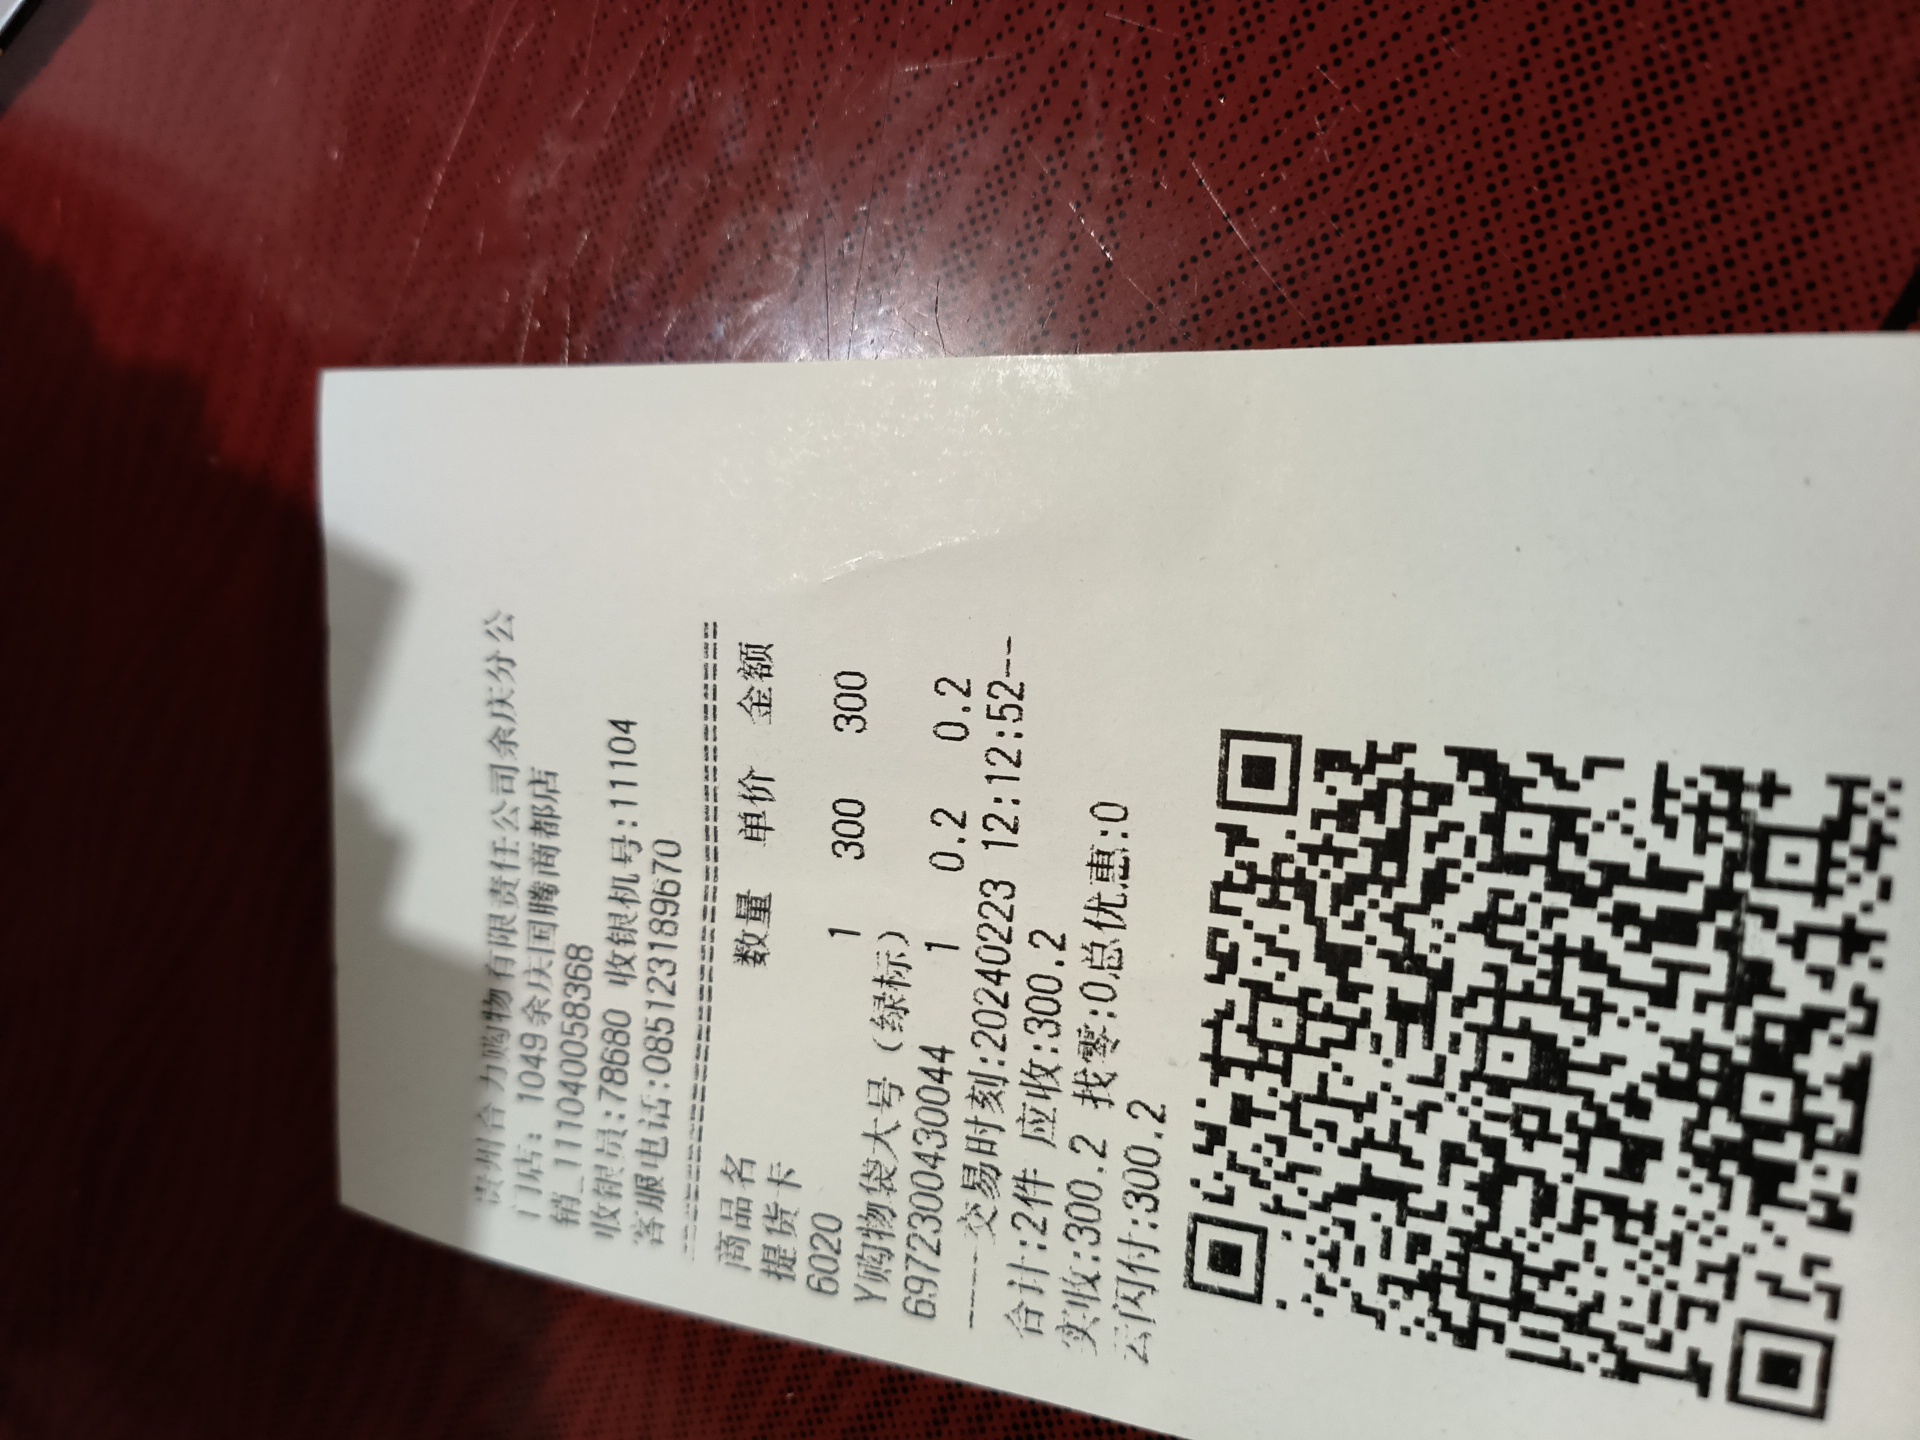 贵州合力购物有限责任公司余庆分公
门店: 1049余庆国腾商都店
销_111040058368
收银员:78680 收银机号:11104
客服电话:085123189670
商品名 数量 单价 金额
提货卡
6020 1 300 300
Y购物袋大号（绿标）
6972300430044 1 0.2 0.2
-----交易时刻:20240223 12:12:52---
合计:2件 应收:300.2
实收:300.2 找零:0总优惠:0
云闪付:300.2